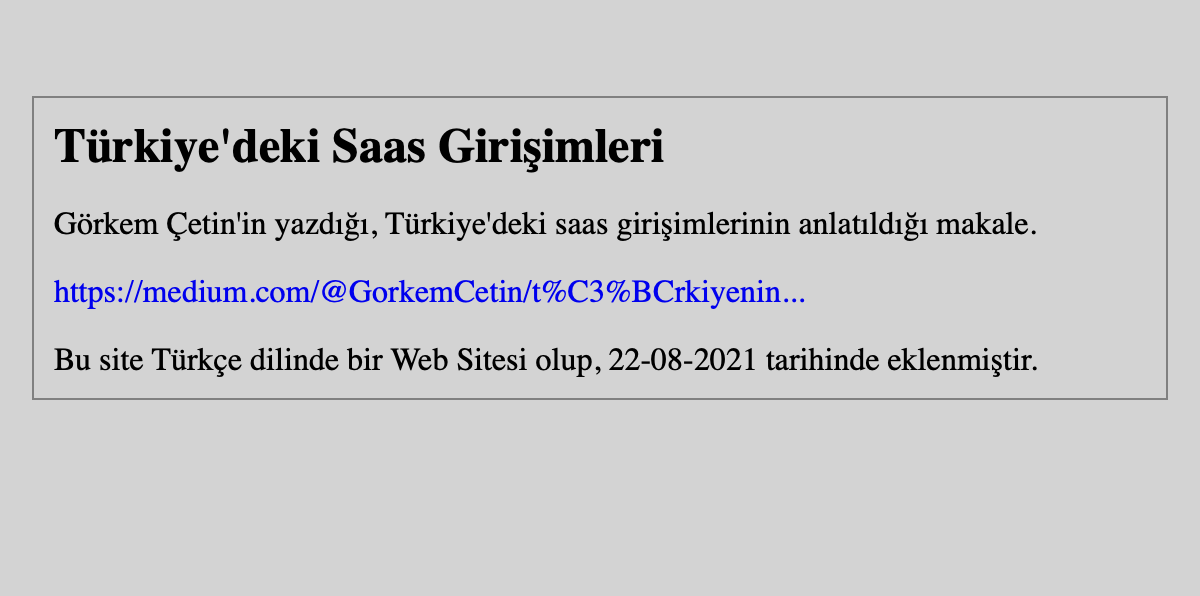 Türkiye'deki Saas Girişimleri
Görkem Çetin'in yazdığı, Türkiye'deki saas girişimlerinin anlatıldığı makale.
https://medium.com/@GorkemCetin/t%C3%BCrkiyenin...
Bu site Türkçe dilinde bir Web Sitesi olup, 22-08-2021 tarihinde eklenmiştir.